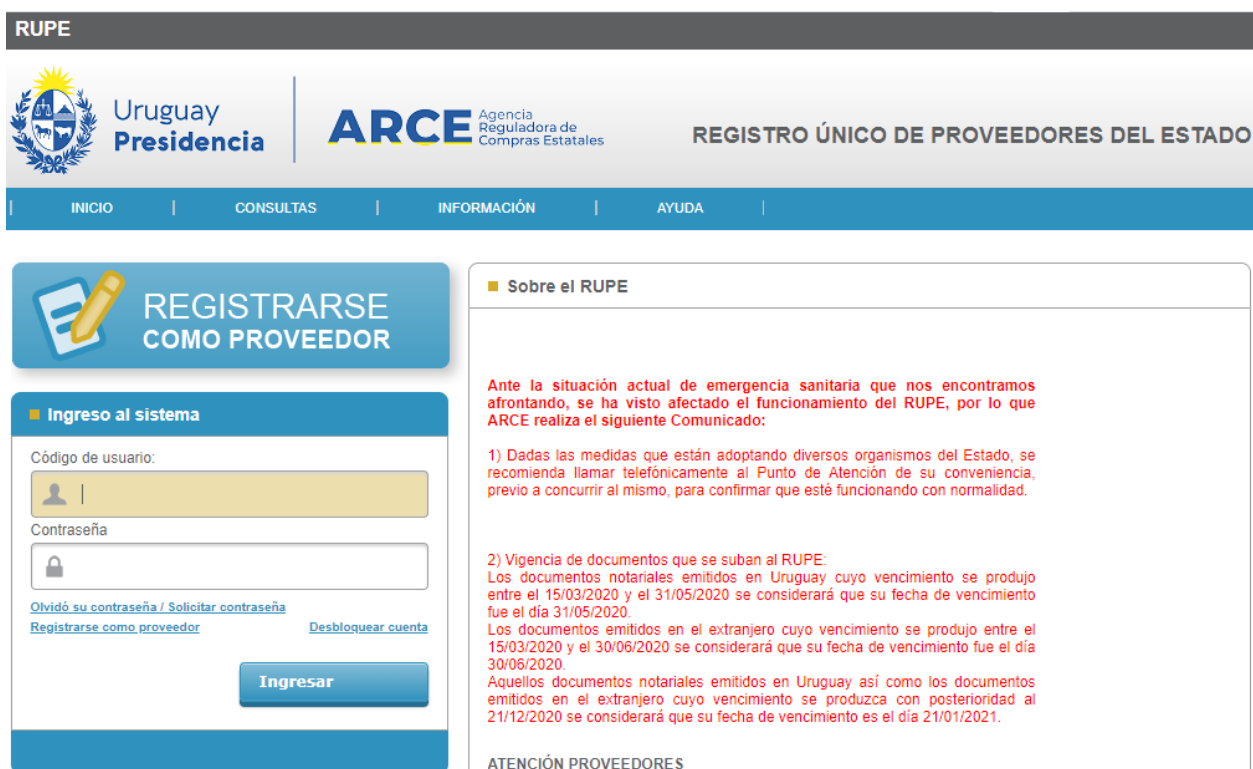 RUPE
Uruguay
Presidencia
ARCE
Agencia
Reguladora de
Compras Estatales
REGISTRO ÚNICO DE PROVEEDORES DEL ESTADO
INICIO | CONSULTAS | INFORMACIÓN | AYUDA |
REGISTRARSE
COMO PROVEEDOR
Ingreso al sistema
Código de usuario:
Contraseña
Olvidó su contraseña / Solicitar contraseña
Registrarse como proveedor Desbloquear cuenta
Ingresar
Sobre el RUPE
Ante la situación actual de emergencia sanitaria que nos encontramos
afrontando, se ha visto afectado el funcionamiento del RUPE, por lo que
ARCE realiza el siguiente Comunicado:
1) Dadas las medidas que están adoptando diversos organismos del Estado, se
recomienda llamar telefónicamente al Punto de Atención de su conveniencia,
previo a concurrir al mismo, para confirmar que esté funcionando con normalidad.
2) Vigencia de documentos que se suban al RUPE:
Los documentos notariales emitidos en Uruguay cuyo vencimiento se produjo
entre el 15/03/2020 y el 31/05/2020 se considerará que su fecha de vencimiento
fue el día 31/05/2020.
Los documentos emitidos en el extranjero cuyo vencimiento se produjo entre el
15/03/2020 y el 30/06/2020 se considerará que su fecha de vencimiento fue el día
30/06/2020.
Aquellos documentos notariales emitidos en Uruguay así como los documentos
emitidos en el extranjero cuyo vencimiento se produzca con posterioridad al
21/12/2020 se considerará que su fecha de vencimiento es el día 21/01/2021.
ATENCIÓN PROVEEDORES